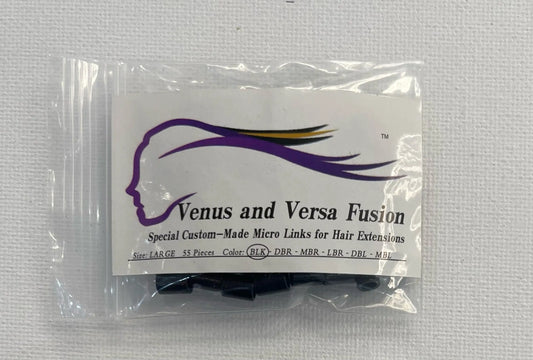 TM
Venus and Versa Fusion
Special Custom-Made Micro Links for Hair Extensions
Size: LARGE 55 Pieces Color: BLK - DBR - MBR - LBR - DBL - MBL